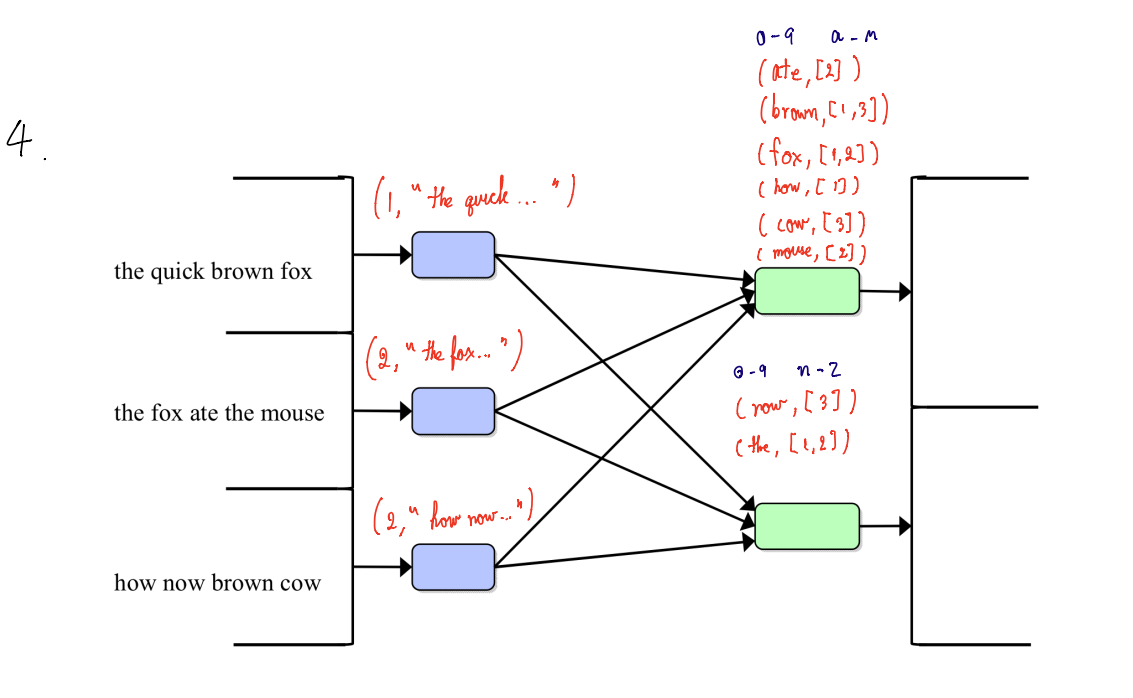 4.
0-9 a-m
(ate, [2])
(brown, [1,3])
(fox, [1,2])
(how, [1])
(cow, [3])
(mouse, [2])
(1, "the quick ... ")
the quick brown fox
(2, "the fox... ")
the fox ate the mouse
0-9 n-z
(now, [3])
(the, [1,2])
(2, "how now... ")
how now brown cow